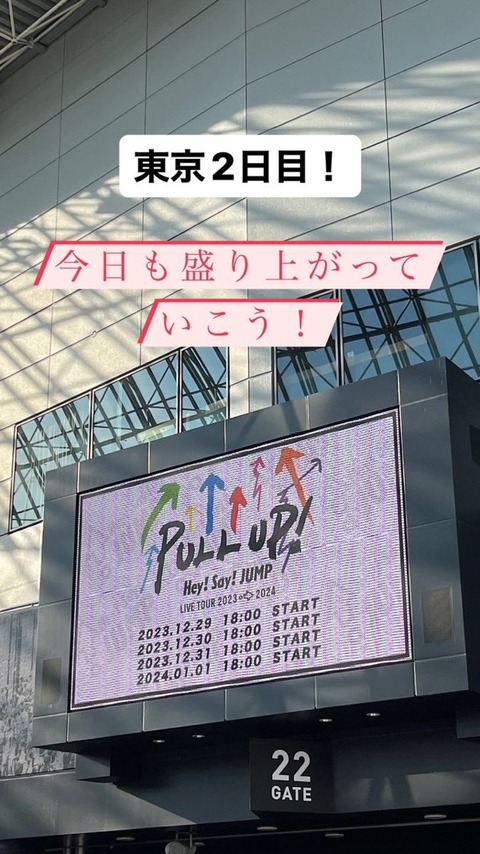 東京2日目！
今日も盛り上がって
いこう！
PULL UP!
Hey! Say! JUMP
LIVE TOUR 2023⇨2024
2023.12.29 18:00 START
2023.12.30 18:00 START
2023.12.31 18:00 START
2024.01.01 18:00 START
22
GATE